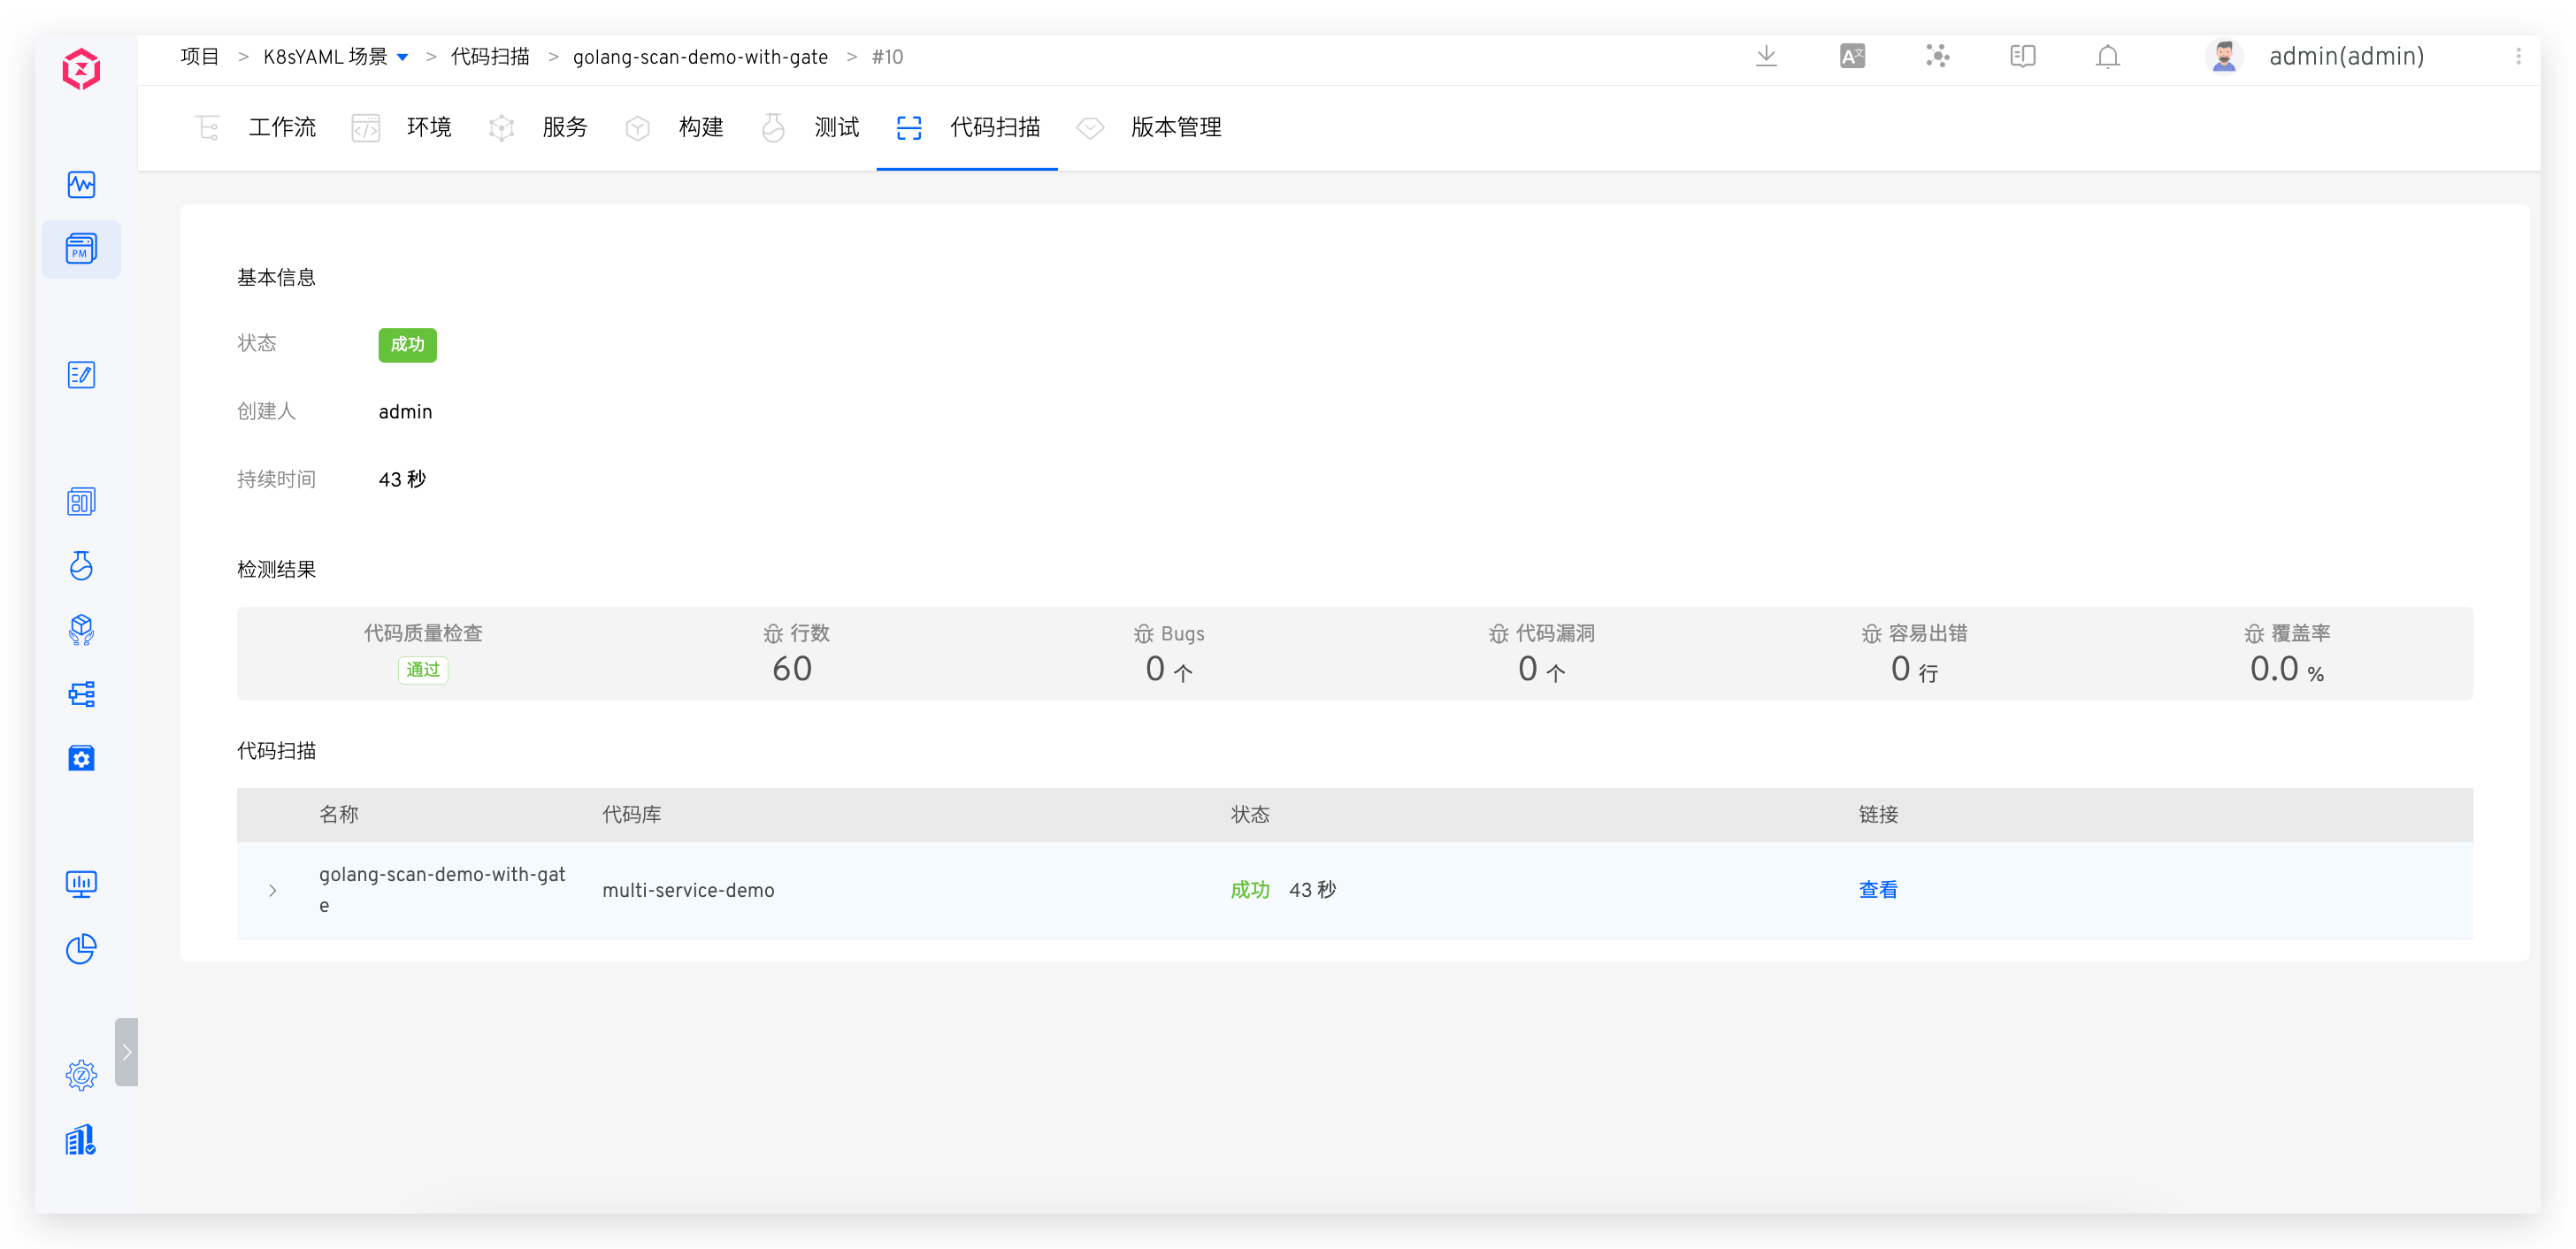 项目 > K8sYAML 场景 > 代码扫描 > golang-scan-demo-with-gate > #10
admin(admin)
工作流 环境 服务 构建 测试 代码扫描 版本管理
PM
基本信息
状态 成功
创建人 admin
持续时间 43 秒
检测结果
代码质量检查 行数 Bugs 代码漏洞 容易出错 覆盖率
通过 60 0 个 0 个 0 行 0.0 %
代码扫描
名称 代码库 状态 链接
golang-scan-demo-with-gat
e
multi-service-demo 成功 43 秒 查看